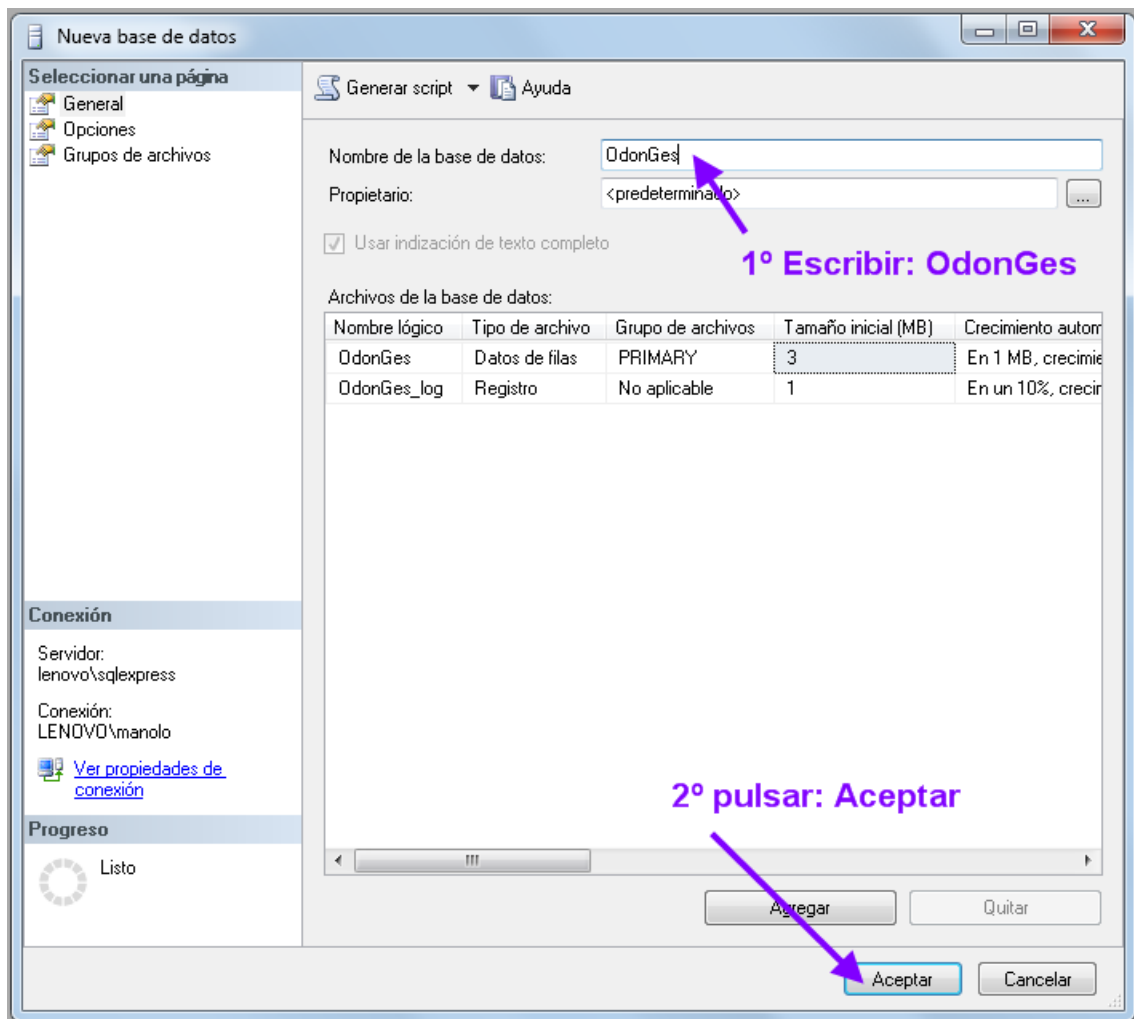 Nueva base de datos
Seleccionar una página
General
Opciones
Grupos de archivos
Generar script
Ayuda
Nombre de la base de datos:
OdonGes
Propietario:
<predeterminado>
...
Usar indización de texto completo
1º Escribir: OdonGes
Archivos de la base de datos:
Nombre lógico Tipo de archivo Grupo de archivos Tamaño inicial (MB) Crecimiento autom
OdonGes Datos de filas PRIMARY 3 En 1 MB, crecimie
OdonGes_log Registro No aplicable 1 En un 10%, crecir
Conexión
Servidor:
lenovo\sqlexpress
Conexión:
LENOVO\manolo
Ver propiedades de
conexión
Progreso
Listo
2º pulsar: Aceptar
Agregar
Quitar
Aceptar
Cancelar